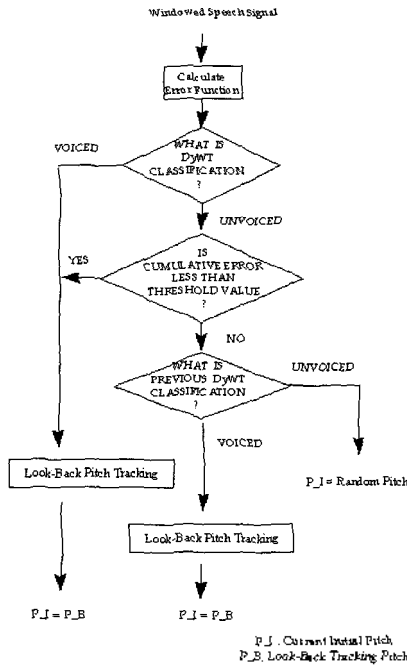 Windowed Speech Signal
Calculate
Error Function
WHAT IS
DyWT
CLASSIFICATION
?
VOICED
UNVOICED
IS
CUMULATIVE ERROR
LESS THAN
THRESHOLD VALUE
?
YES
NO
WHAT IS
PREVIOUS DyWT
CLASSIFICATION
?
UNVOICED
VOICED
Look-Back Pitch Tracking
P_I = Random Pitch
Look-Back Pitch Tracking
P_I = P_B
P_I = P_B
P_I : Current Initial Pitch
P_B: Look-Back Tracking Pitch